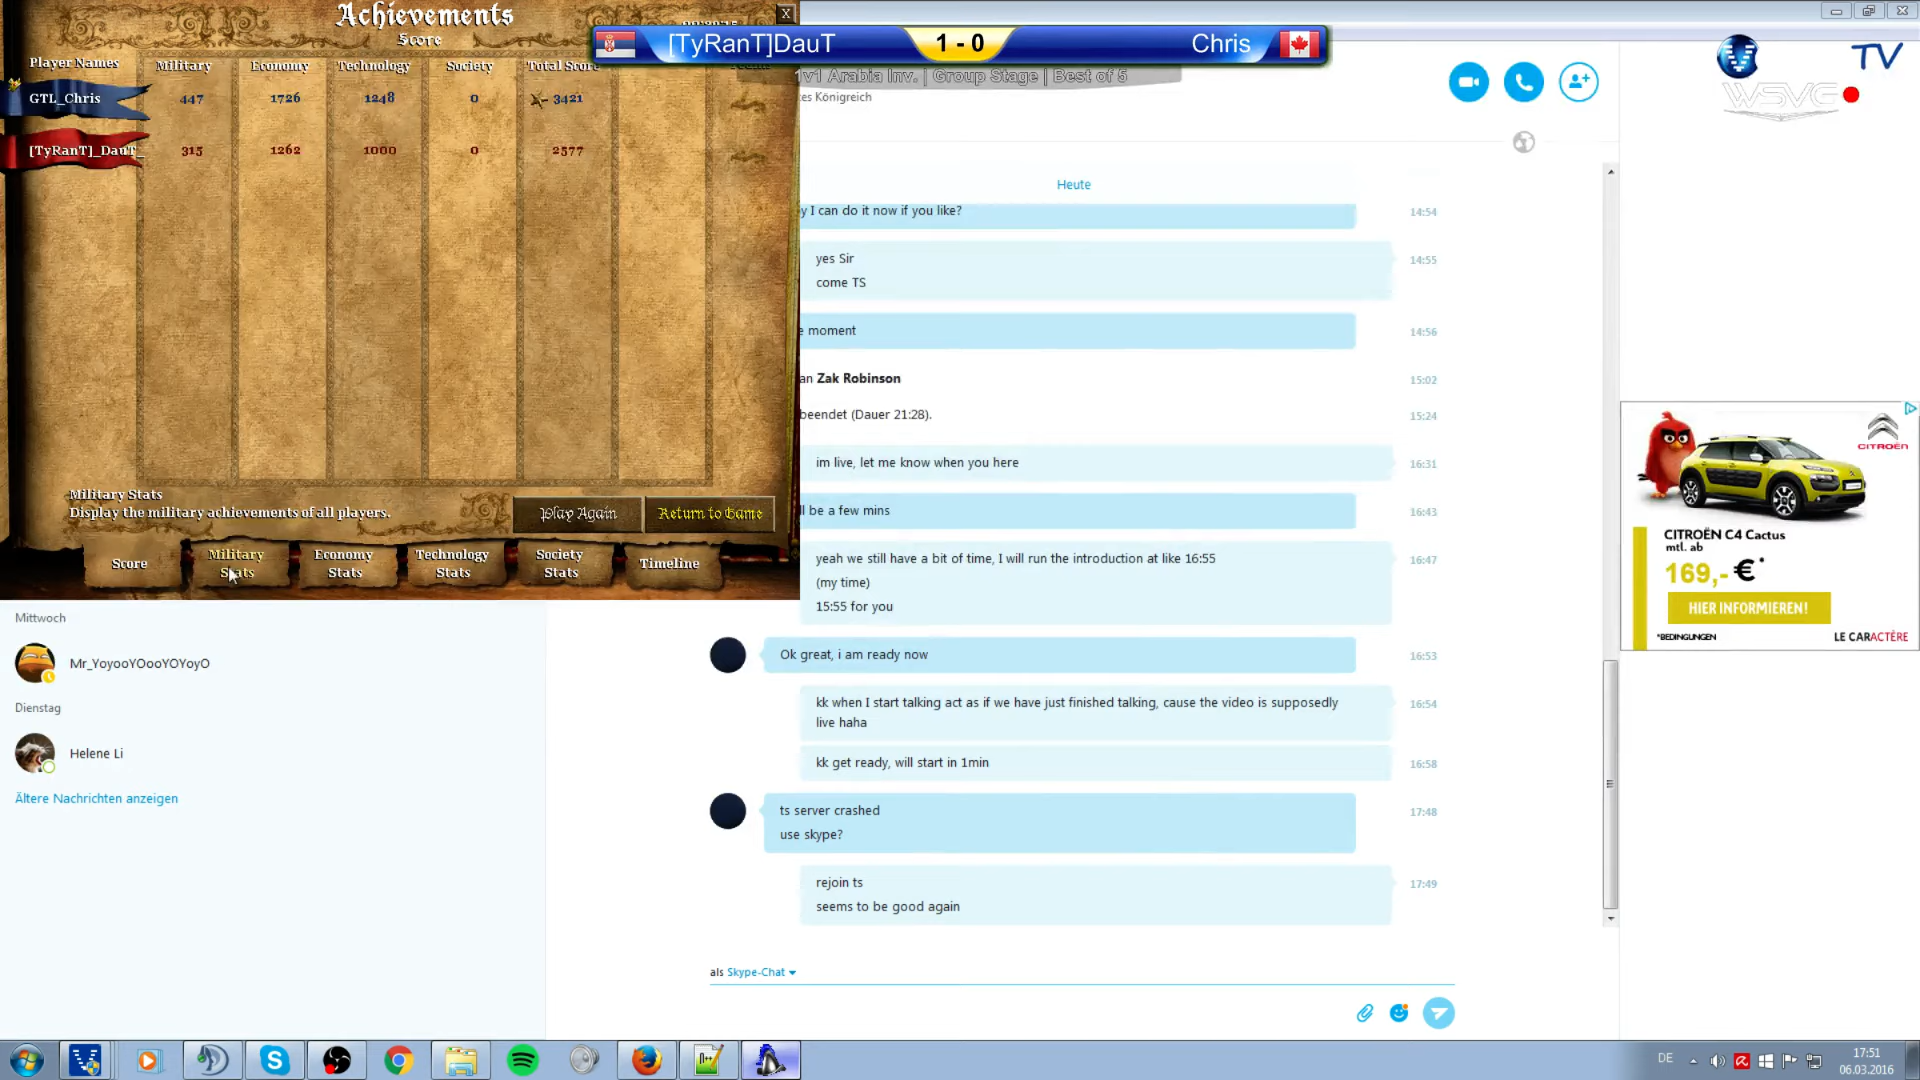 Achievements
Score
X
Player Names
Military
Economy
Technology
Society
Total Score
GTL_Chris
447
1726
1248
0
3421
[TyRanT]_DauT_
315
1262
1000
0
2577
Military Stats
Display the military achievements of all players.
Play Again
Return to Game
Score
Military Stats
Economy Stats
Technology Stats
Society Stats
Timeline
[TyRanT]DauT
1 - 0
Chris
1v1 Arabia Inv. | Group Stage | Best of 5
es Königreich
TV
WSVG
Heute
y I can do it now if you like?
14:54
yes Sir
come TS
14:55
e moment
14:56
an Zak Robinson
15:02
beendet (Dauer 21:28).
15:24
im live, let me know when you here
16:31
ll be a few mins
16:43
yeah we still have a bit of time, I will run the introduction at like 16:55
(my time)
15:55 for you
16:47
Ok great, i am ready now
16:53
kk when I start talking act as if we have just finished talking, cause the video is supposedly
live haha
16:54
kk get ready, will start in 1min
16:58
ts server crashed
use skype?
17:48
rejoin ts
seems to be good again
17:49
als Skype-Chat
Mittwoch
Mr_YoyooYOooYOYoyO
Dienstag
Helene Li
Ältere Nachrichten anzeigen
CITROËN
CITROËN C4 Cactus
mtl. ab
169,- €*
HIER INFORMIEREN!
*BEDINGUNGEN
LE CARACTÈRE
DE
17:51
06.03.2016